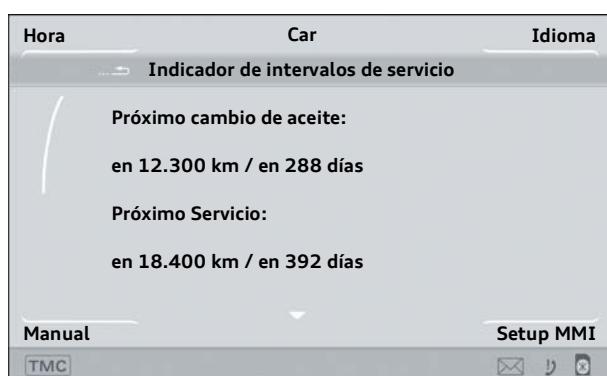 Hora Car Idioma
Indicador de intervalos de servicio
Próximo cambio de aceite:
en 12.300 km / en 288 días
Próximo Servicio:
en 18.400 km / en 392 días
Manual Setup MMI
TMC